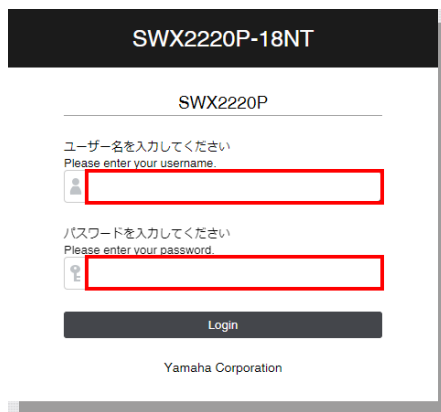 SWX2220P-18NT
SWX2220P
ユーザー名を入力してください
Please enter your username.
パスワードを入力してください
Please enter your password.
Login
Yamaha Corporation